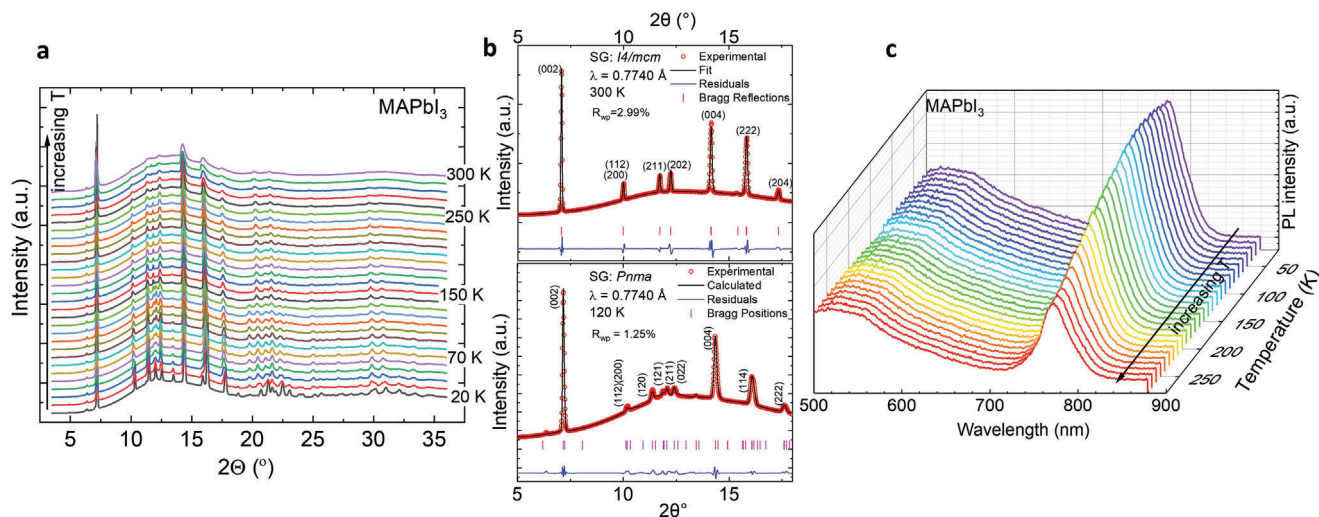 a
MAPbI₃
increasing T
300 K
250 K
150 K
70 K
20 K
Intensity (a.u.)
5 10 15 20 25 30 35
2Θ (º)
b
2θ (°)
5 10 15
SG: I4/mcm
λ = 0.7740 Å
300 K
Rwp=2.99%
Experimental
Fit
Residuals
Bragg Reflections
(002)
(112)
(200)
(211)
(202)
(004)
(222)
(204)
Intensity (a.u.)
SG: Pnma
λ = 0.7740 Å
120 K
Rwp = 1.25%
Experimental
Calculated
Residuals
Bragg Positions
(002)
(112)(200)
(120)
(121)
(211)
(022)
(004)
(114)
(222)
Intensity (a.u.)
5 10 15
2θ°
c
MAPbI₃
PL intensity (a.u.)
increasing T
50
100
150
200
250
Temperature (K)
500 600 700 800 900
Wavelength (nm)